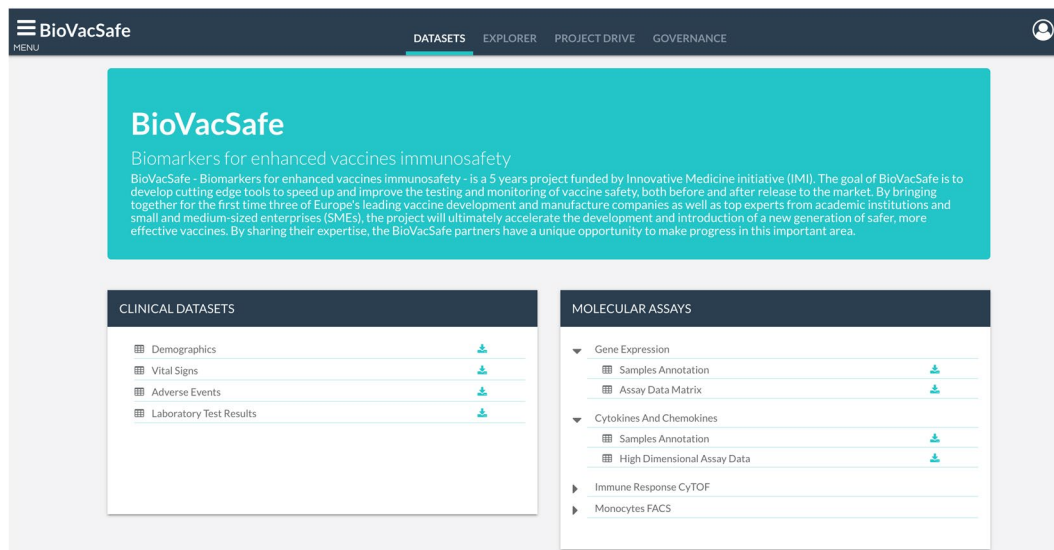 BioVacSafe
MENU
DATASETS EXPLORER PROJECT DRIVE GOVERNANCE
BioVacSafe
Biomarkers for enhanced vaccines immunosafety
BioVacSafe - Biomarkers for enhanced vaccines immunosafety - is a 5 years project funded by Innovative Medicine initiative (IMI). The goal of BioVacSafe is to
develop cutting edge tools to speed up and improve the testing and monitoring of vaccine safety, both before and after release to the market. By bringing
together for the first time three of Europe's leading vaccine development and manufacture companies as well as top experts from academic institutions and
small and medium-sized enterprises (SMEs), the project will ultimately accelerate the development and introduction of a new generation of safer, more
effective vaccines. By sharing their expertise, the BioVacSafe partners have a unique opportunity to make progress in this important area.
CLINICAL DATASETS
Demographics
Vital Signs
Adverse Events
Laboratory Test Results
MOLECULAR ASSAYS
Gene Expression
Samples Annotation
Assay Data Matrix
Cytokines And Chemokines
Samples Annotation
High Dimensional Assay Data
Immune Response CyTOF
Monocytes FACS